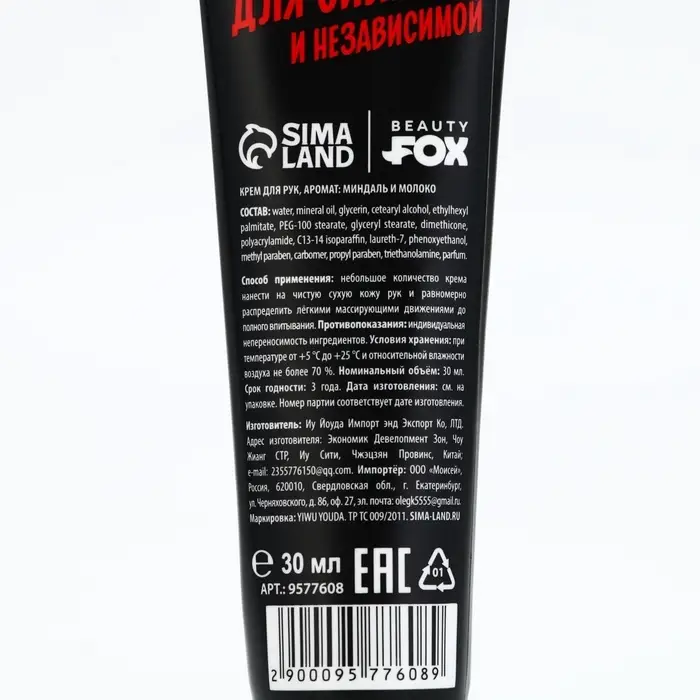 ДЛЯ
И НЕЗАВИСИМОЙ
SIMA LAND
BEAUTY FOX
КРЕМ ДЛЯ РУК, АРОМАТ: МИНДАЛЬ И МОЛОКО
СОСТАВ: water, mineral oil, glycerin, cetearyl alcohol, ethylhexyl
palmitate, PEG-100 stearate, glyceryl stearate, dimethicone,
polyacrylamide, C13-14 isoparaffin, laureth-7, phenoxyethanol,
methyl paraben, carbomer, propyl paraben, triethanolamine, parfum.
Способ применения: небольшое количество крема
нанести на чистую сухую кожу рук и равномерно
распределить лёгкими массирующими движениями до
полного впитывания. Противопоказания: индивидуальная
непереносимость ингредиентов. Условия хранения: при
температуре от +5 °C до +25 °C и относительной влажности
воздуха не более 70 %. Номинальный объём: 30 мл.
Срок годности: 3 года. Дата изготовления: см. на
упаковке. Номер партии соответствует дате изготовления.
Изготовитель: Иу Йоуда Импорт энд Экспорт Ко, ЛТД.
Адрес изготовителя: Экономик Девелопмент Зон, Чоу
Жианг СТР, Иу Сити, Чжэцзян Провинс, Китай;
e-mail: 2355776150@qq.com. Импортёр: ООО «Моисей»,
Россия, 620010, Свердловская обл., г. Екатеринбург,
ул. Черняховского, д. 86, оф. 27, эл. почта: olegk5555@gmail.ru.
Маркировка: YIWU YOUDA. ТР ТС 009/2011. SIMA-LAND.RU
℮ 30 мл
АРТ.: 9577608
EAC
01
2900095776089